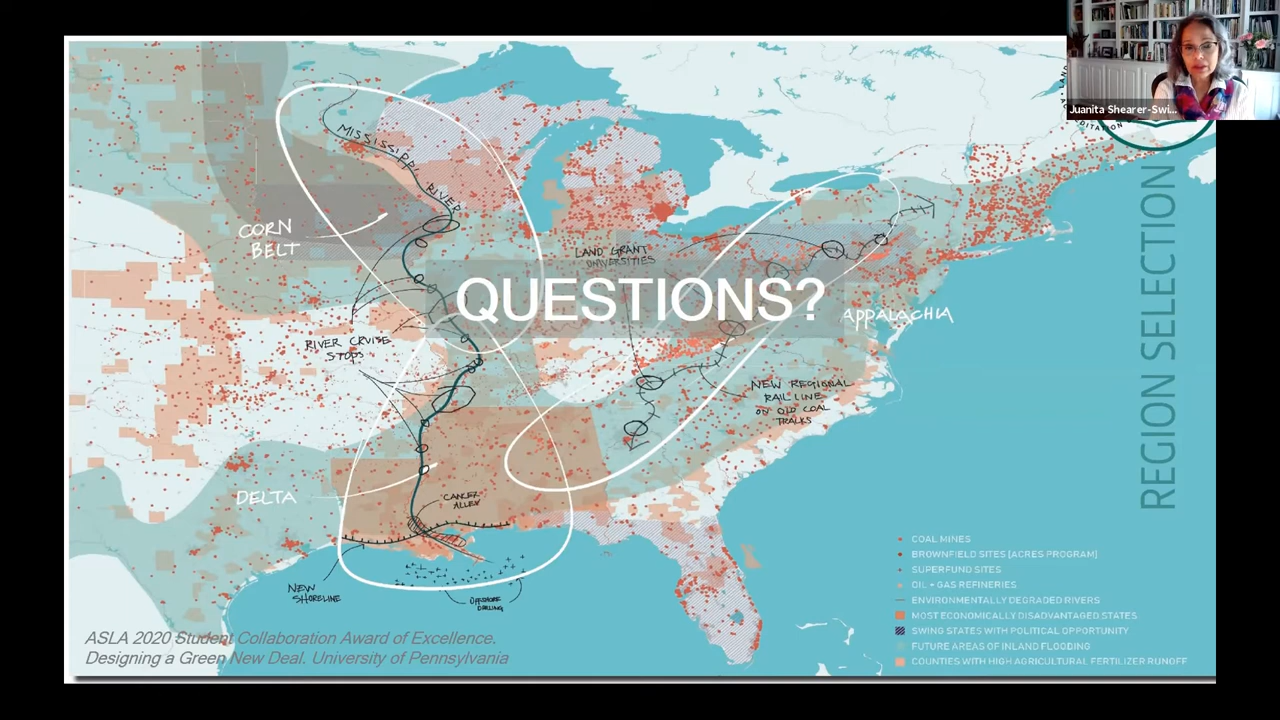 Juanita Shearer-Swi...
DITATION
MISSISSIPPI RIVER
CORN
BELT
LAND GRANT
UNIVERSITIES
QUESTIONS?
APPALACHIA
RIVER CRUISE
STOPS
NEW REGIONAL
RAIL LINE
ON OLD COAL
TRACKS
REGION SELECTION
DELTA
CANCER
ALLEY
NEW
SHORELINE
OFFSHORE
DRILLING
COAL MINES
BROWNFIELD SITES [ACRES PROGRAM]
SUPERFUND SITES
OIL + GAS REFINERIES
ENVIRONMENTALLY DEGRADED RIVERS
MOST ECONOMICALLY DISADVANTAGED STATES
SWING STATES WITH POLITICAL OPPORTUNITY
FUTURE AREAS OF INLAND FLOODING
COUNTIES WITH HIGH AGRICULTURAL FERTILIZER RUNOFF
ASLA 2020 Student Collaboration Award of Excellence.
Designing a Green New Deal. University of Pennsylvania